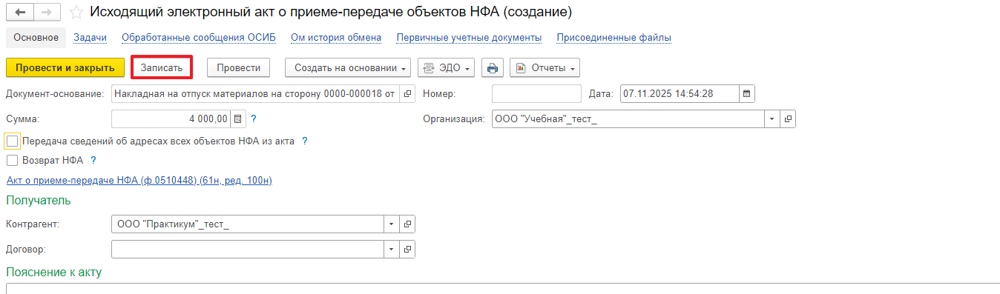 Исходящий электронный акт о приеме-передаче объектов НФА (создание)
Основное Задачи Обработанные сообщения ОСИБ Ом история обмена Первичные учетные документы Присоединенные файлы
Провести и закрыть Записать Провести Создать на основании ЭДО Отчеты
Документ-основание: Накладная на отпуск материалов на сторону 0000-000018 от Номер: Дата: 07.11.2025 14:54:28
Сумма: 4 000,00 ? Организация: ООО "Учебная"_тест_
Передача сведений об адресах всех объектов НФА из акта ?
Возврат НФА ?
Акт о приеме-передаче НФА (ф.0510448) (61н, ред. 100н)
Получатель
Контрагент: ООО "Практикум"_тест_
Договор:
Пояснение к акту